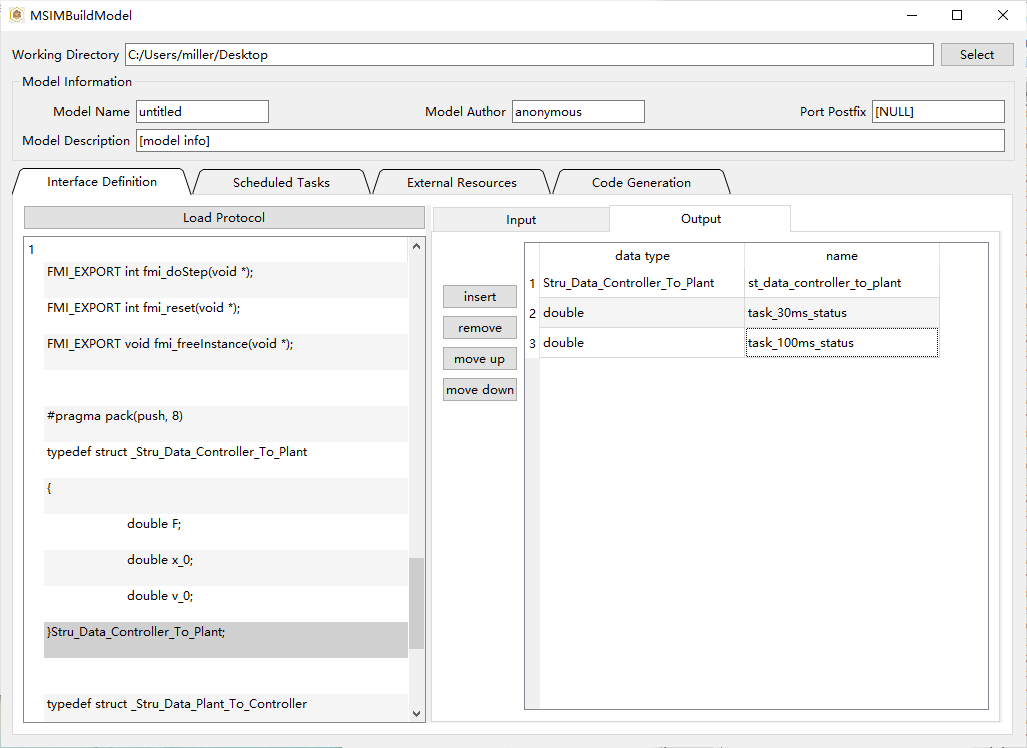 MSIMBuildModel
Working Directory C:/Users/miller/Desktop Select
Model Information
Model Name untitled Model Author anonymous Port Postfix [NULL]
Model Description [model info]
Interface Definition Scheduled Tasks External Resources Code Generation
Load Protocol
1
FMI_EXPORT int fmi_doStep(void *);
FMI_EXPORT int fmi_reset(void *);
FMI_EXPORT void fmi_freeInstance(void *);
#pragma pack(push, 8)
typedef struct _Stru_Data_Controller_To_Plant
{
double F;
double x_0;
double v_0;
}Stru_Data_Controller_To_Plant;
typedef struct _Stru_Data_Plant_To_Controller
Input Output
insert
remove
move up
move down
data type name
1 Stru_Data_Controller_To_Plant st_data_controller_to_plant
2 double task_30ms_status
3 double task_100ms_status